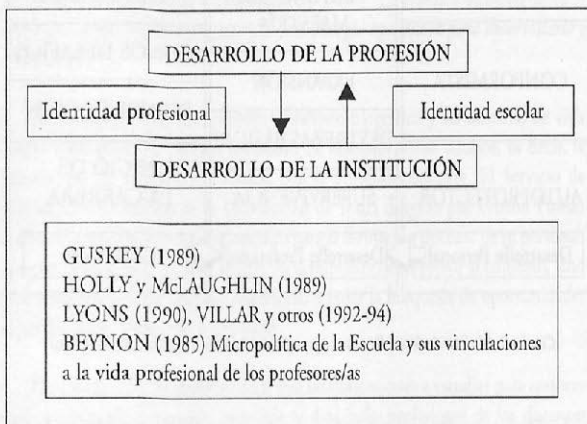 DESARROLLO DE LA PROFESIÓN
Identidad profesional
Identidad escolar
DESARROLLO DE LA INSTITUCIÓN
GUSKEY (1989)
HOLLY y McLAUGHLIN (1989)
LYONS (1990), VILLAR y otros (1992-94)
BEYNON (1985) Micropolítica de la Escuela y sus vinculaciones
a la vida profesional de los profesores/as